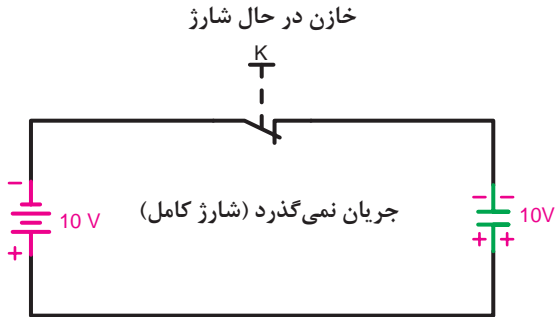 خازن در حال شارژ
K
− 10 V +
جریان نمی‌گذرد (شارژ کامل)
− − 10V + +